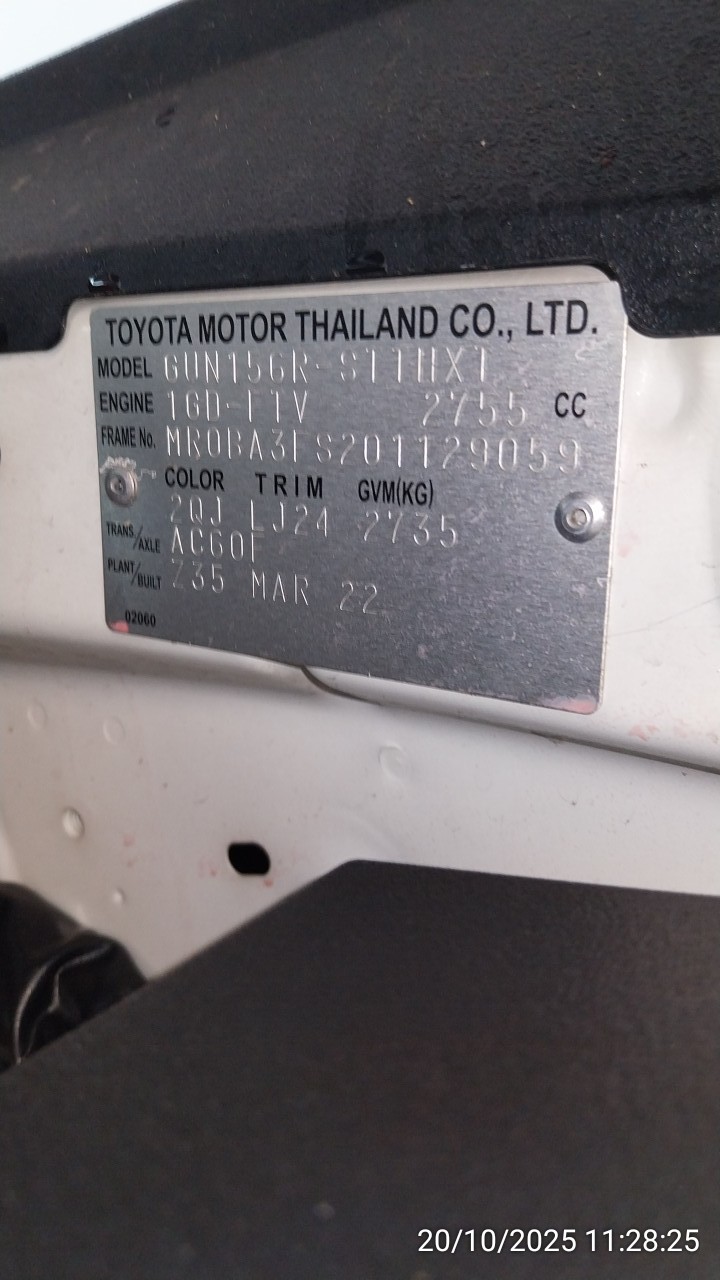 TOYOTA MOTOR THAILAND CO., LTD.
MODEL GUN156R-STTHXT
ENGINE 1GD-FTV 2755 CC
FRAME No. MR0BA3FS201129059
COLOR TRIM GVM(KG)
2QJ LJ24 2735
TRANS/AXLE AC60F
PLANT/BUILT Z35 MAR 22
02060
20/10/2025 11:28:25